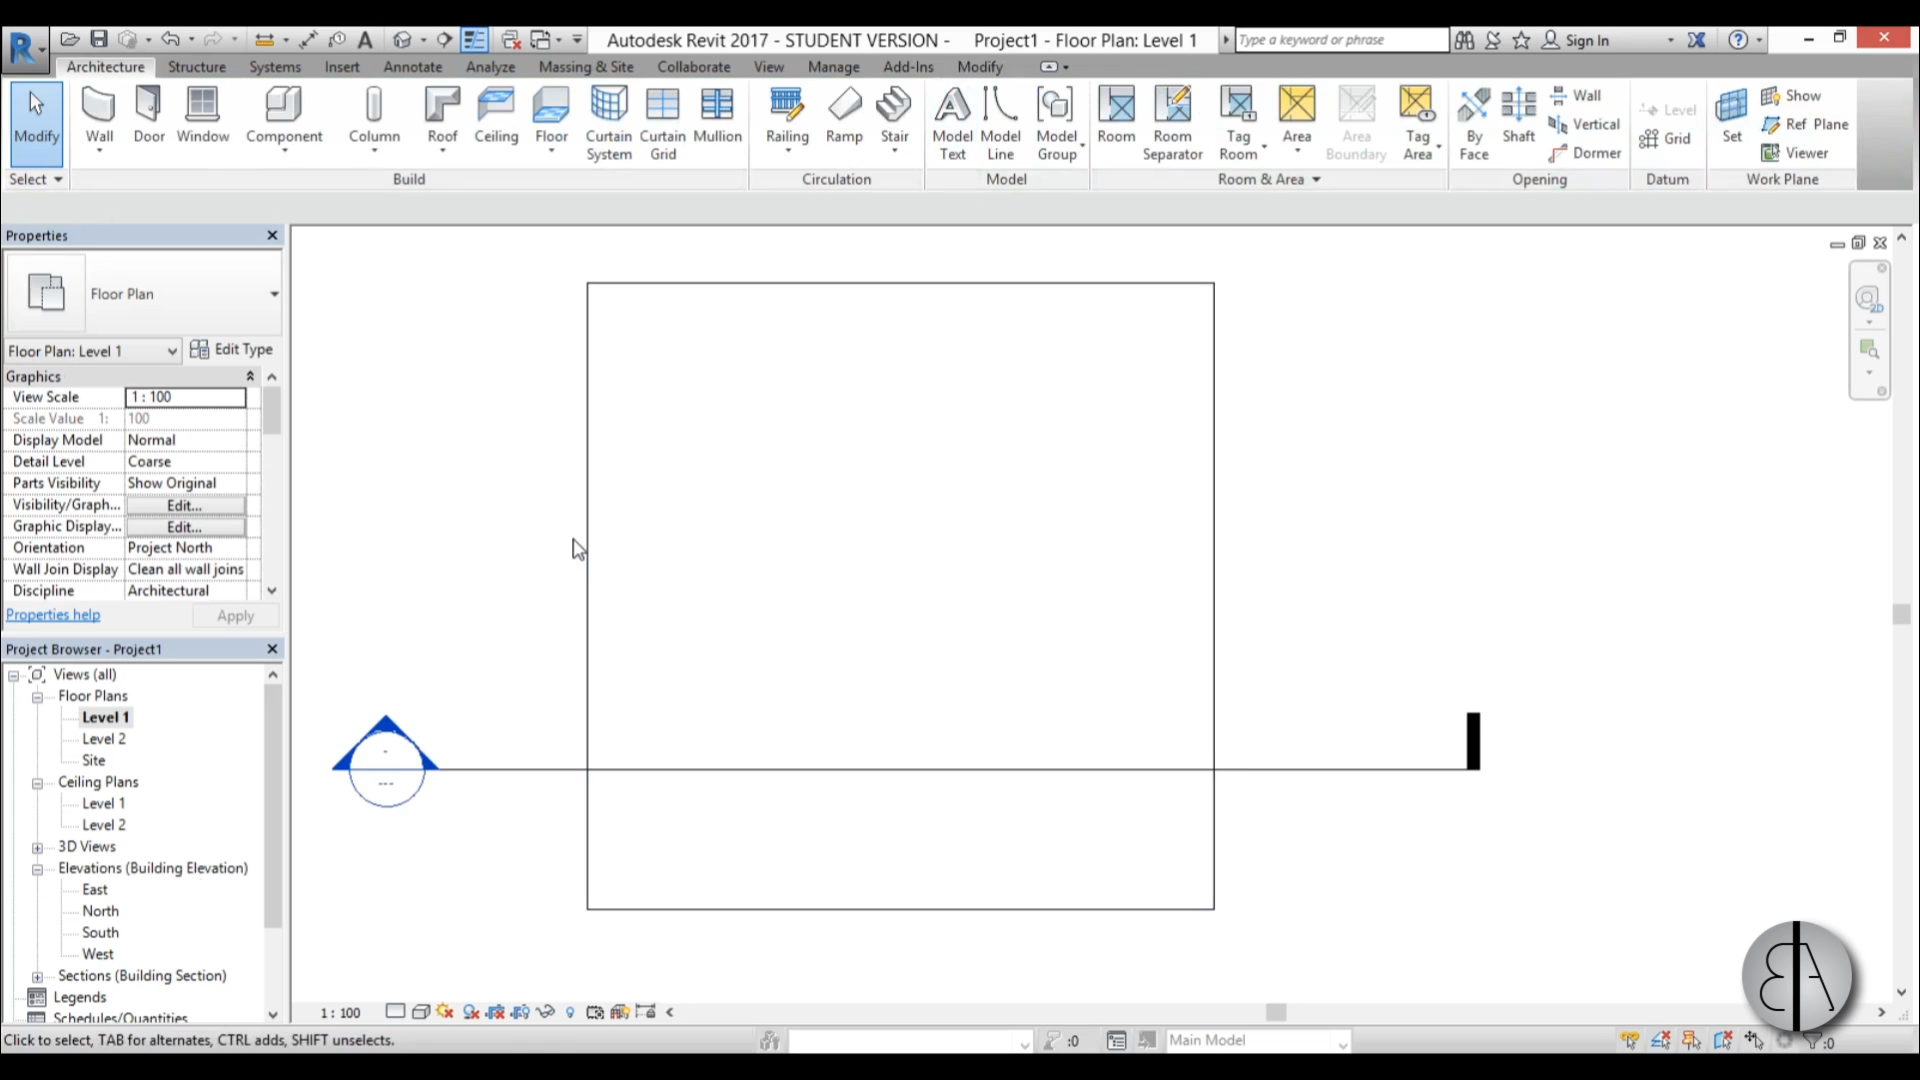 Autodesk Revit 2017 - STUDENT VERSION - Project1 - Floor Plan: Level 1
Type a keyword or phrase
Sign In
Architecture Structure Systems Insert Annotate Analyze Massing & Site Collaborate View Manage Add-Ins Modify
Modify
Wall
Door
Window
Component
Column
Roof
Ceiling
Floor
Curtain System
Curtain Grid
Mullion
Railing
Ramp
Stair
Model Text
Model Line
Model Group
Room
Room Separator
Tag Room
Area
Area Boundary
Tag Area
By Face
Shaft
Wall
Vertical
Dormer
Level
Grid
Set
Show
Ref Plane
Viewer
Select
Build
Circulation
Model
Room & Area
Opening
Datum
Work Plane
Properties
Floor Plan
Floor Plan: Level 1
Edit Type
Graphics
View Scale 1 : 100
Scale Value 1: 100
Display Model Normal
Detail Level Coarse
Parts Visibility Show Original
Visibility/Graph... Edit...
Graphic Display... Edit...
Orientation Project North
Wall Join Display Clean all wall joins
Discipline Architectural
Properties help
Apply
Project Browser - Project1
Views (all)
Floor Plans
Level 1
Level 2
Site
Ceiling Plans
Level 1
Level 2
3D Views
Elevations (Building Elevation)
East
North
South
West
Sections (Building Section)
Legends
Schedules/Quantities
-
---
2D
1 : 100
Click to select, TAB for alternates, CTRL adds, SHIFT unselects.
:0
Main Model
:0
BA